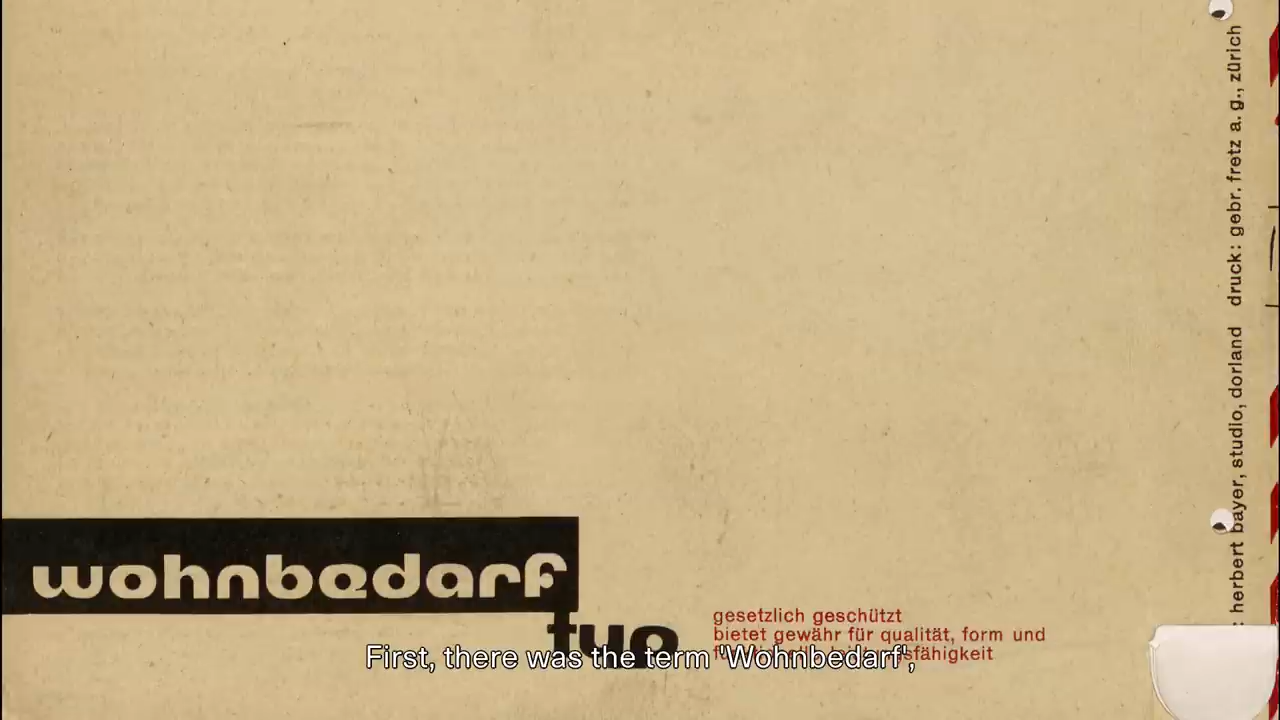 wohnbedarf
typ
gesetzlich geschützt
bietet gewähr für qualität, form und
First, there was the term "Wohnbedarf",
: herbert bayer, studio, dorland druck: gebr. fretz a. g., zürich